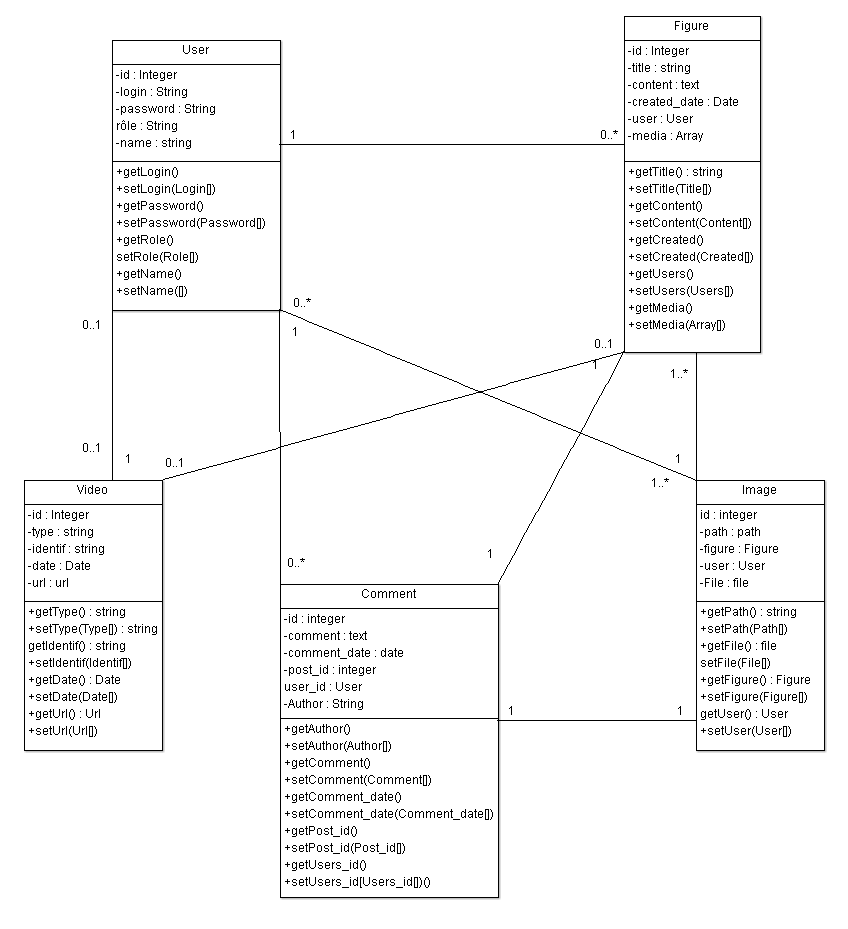 User
-id : Integer
-login : String
-password : String
rôle : String
-name : string
+getLogin()
+setLogin(Login[])
+getPassword()
+setPassword(Password[])
+getRole()
setRole(Role[])
+getName()
+setName([])
Figure
-id : Integer
-title : string
-content : text
-created_date : Date
-user : User
-media : Array
+getTitle() : string
+setTitle(Title[])
+getContent()
+setContent(Content[])
+getCreated()
+setCreated(Created[])
+getUsers()
+setUsers(Users[])
+getMedia()
+setMedia(Array[])
1
0..*
0..*
1
0..1
0..1
1
1..*
0..1
1
0..1
1
1..*
1
0..*
Video
-id : Integer
-type : string
-identif : string
-date : Date
-url : url
+getType() : string
+setType(Type[]) : string
getIdentif() : string
+setIdentif(Identif[])
+getDate() : Date
+setDate(Date[])
+getUrl() : Url
+setUrl(Url[])
Image
id : integer
-path : path
-figure : Figure
-user : User
-File : file
+getPath() : string
+setPath(Path[])
+getFile() : file
setFile(File[])
+getFigure() : Figure
+setFigure(Figure[])
getUser() : User
+setUser(User[])
Comment
-id : integer
-comment : text
-comment_date : date
-post_id : integer
user_id : User
-Author : String
+getAuthor()
+setAuthor(Author[])
+getComment()
+setComment(Comment[])
+getComment_date()
+setComment_date(Comment_date[])
+getPost_id()
+setPost_id(Post_id[])
+getUsers_id()
+setUsers_id[Users_id[])()
1
1